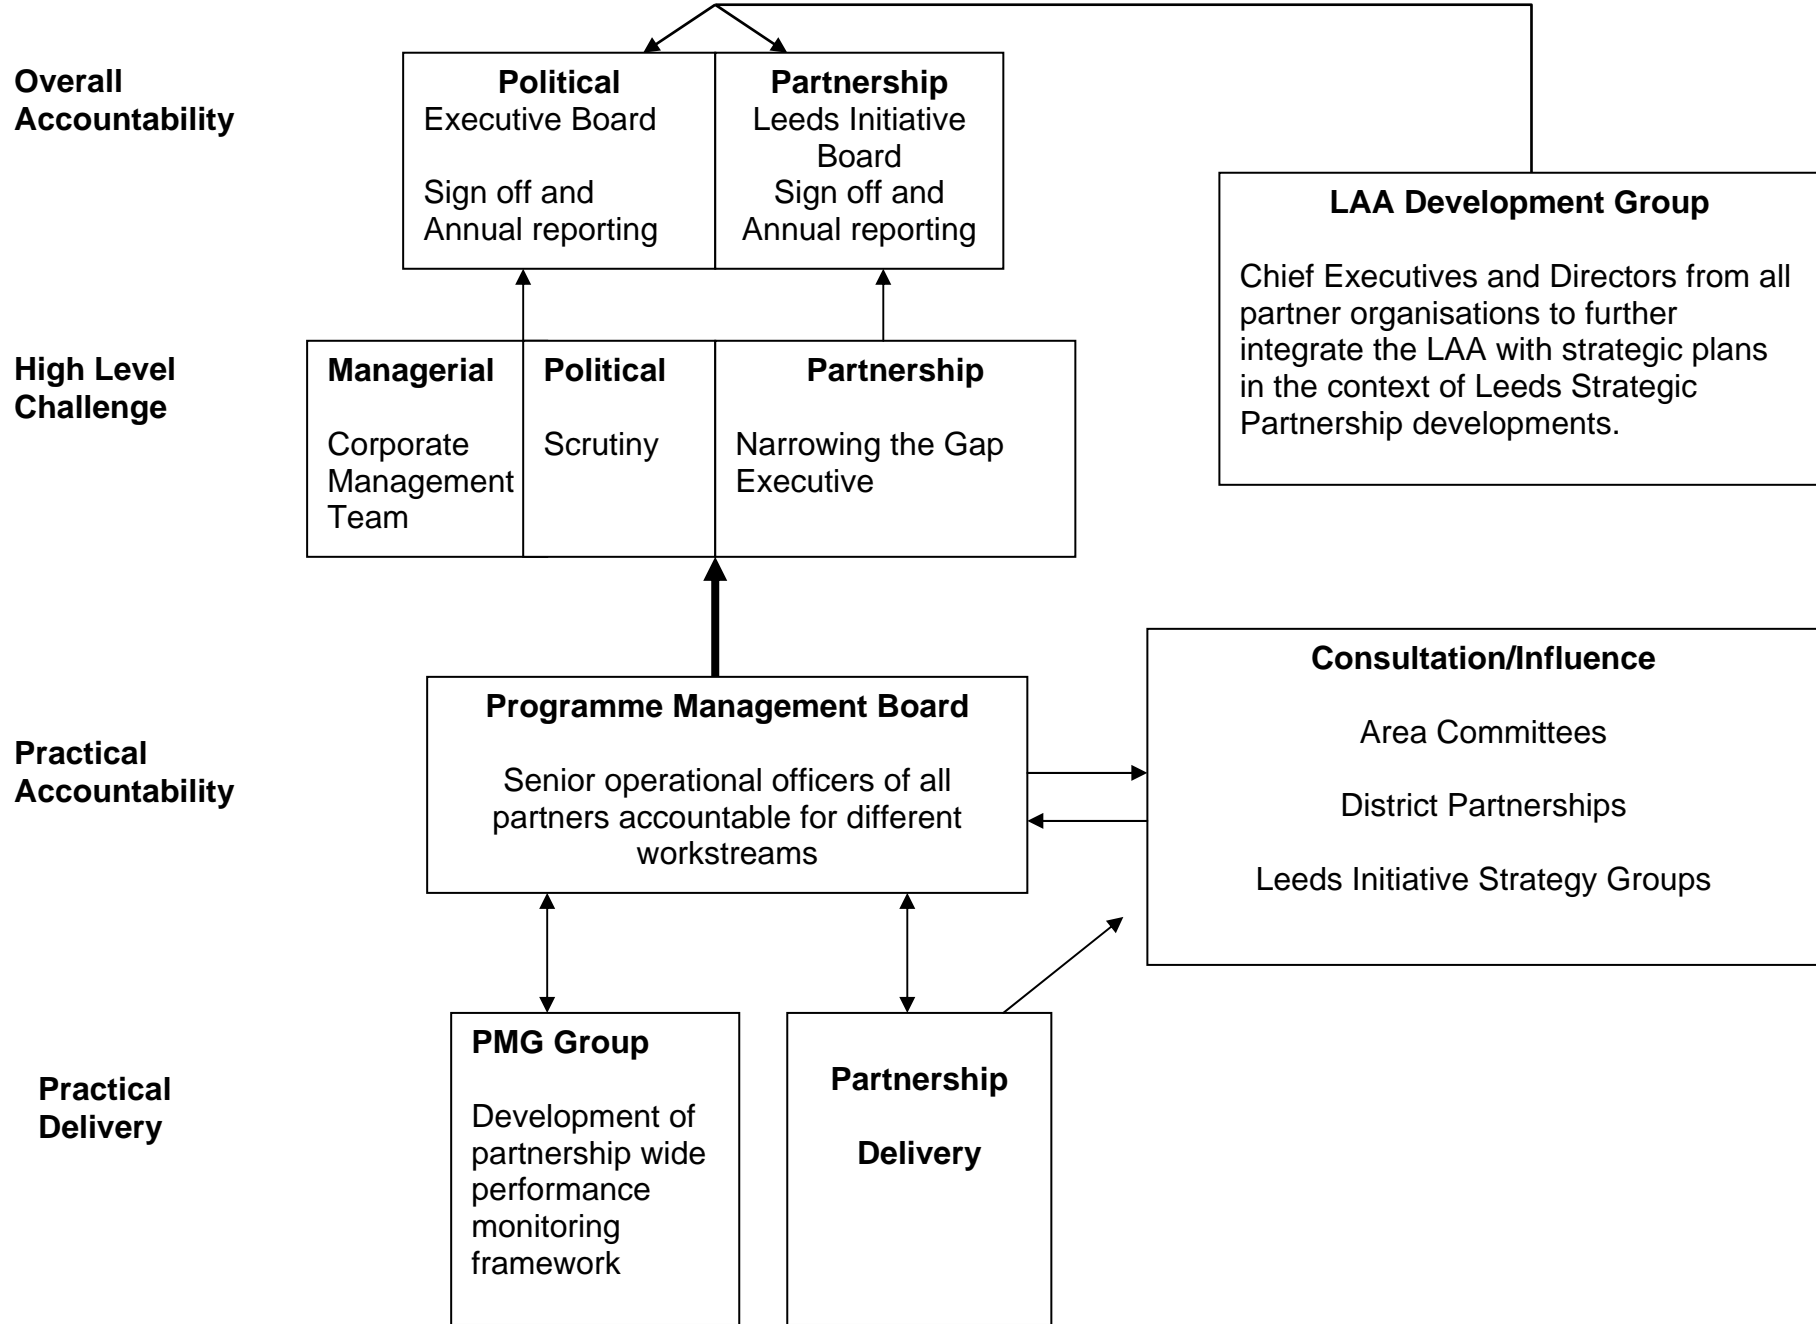 Overall
Accountability
Political
Executive Board
Sign off and
Annual reporting
Partnership
Leeds Initiative
Board
Sign off and
Annual reporting
LAA Development Group
Chief Executives and Directors from all
partner organisations to further
integrate the LAA with strategic plans
in the context of Leeds Strategic
Partnership developments.
High Level
Challenge
Managerial
Corporate
Management
Team
Political
Scrutiny
Partnership
Narrowing the Gap
Executive
Practical
Accountability
Programme Management Board
Senior operational officers of all
partners accountable for different
workstreams
Consultation/Influence
Area Committees
District Partnerships
Leeds Initiative Strategy Groups
Practical
Delivery
PMG Group
Development of
partnership wide
performance
monitoring
framework
Partnership
Delivery